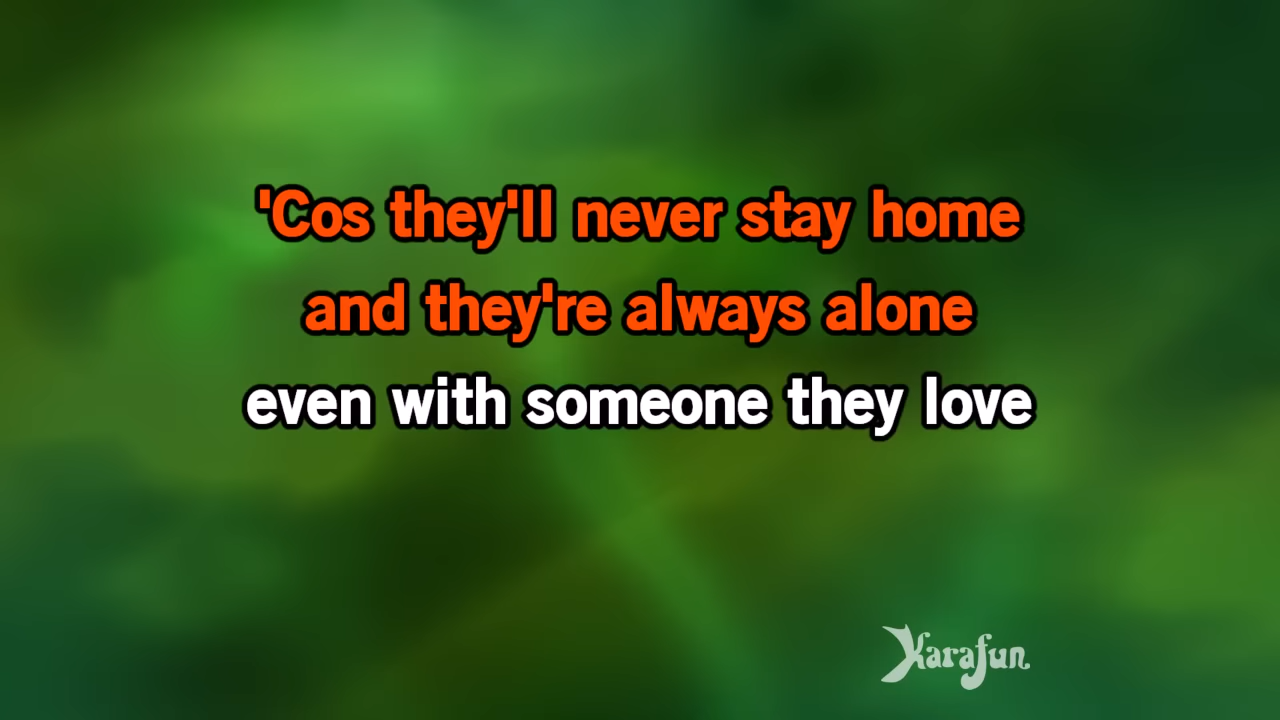 'Cos they'll never stay home
and they're always alone
even with someone they love
Karafun